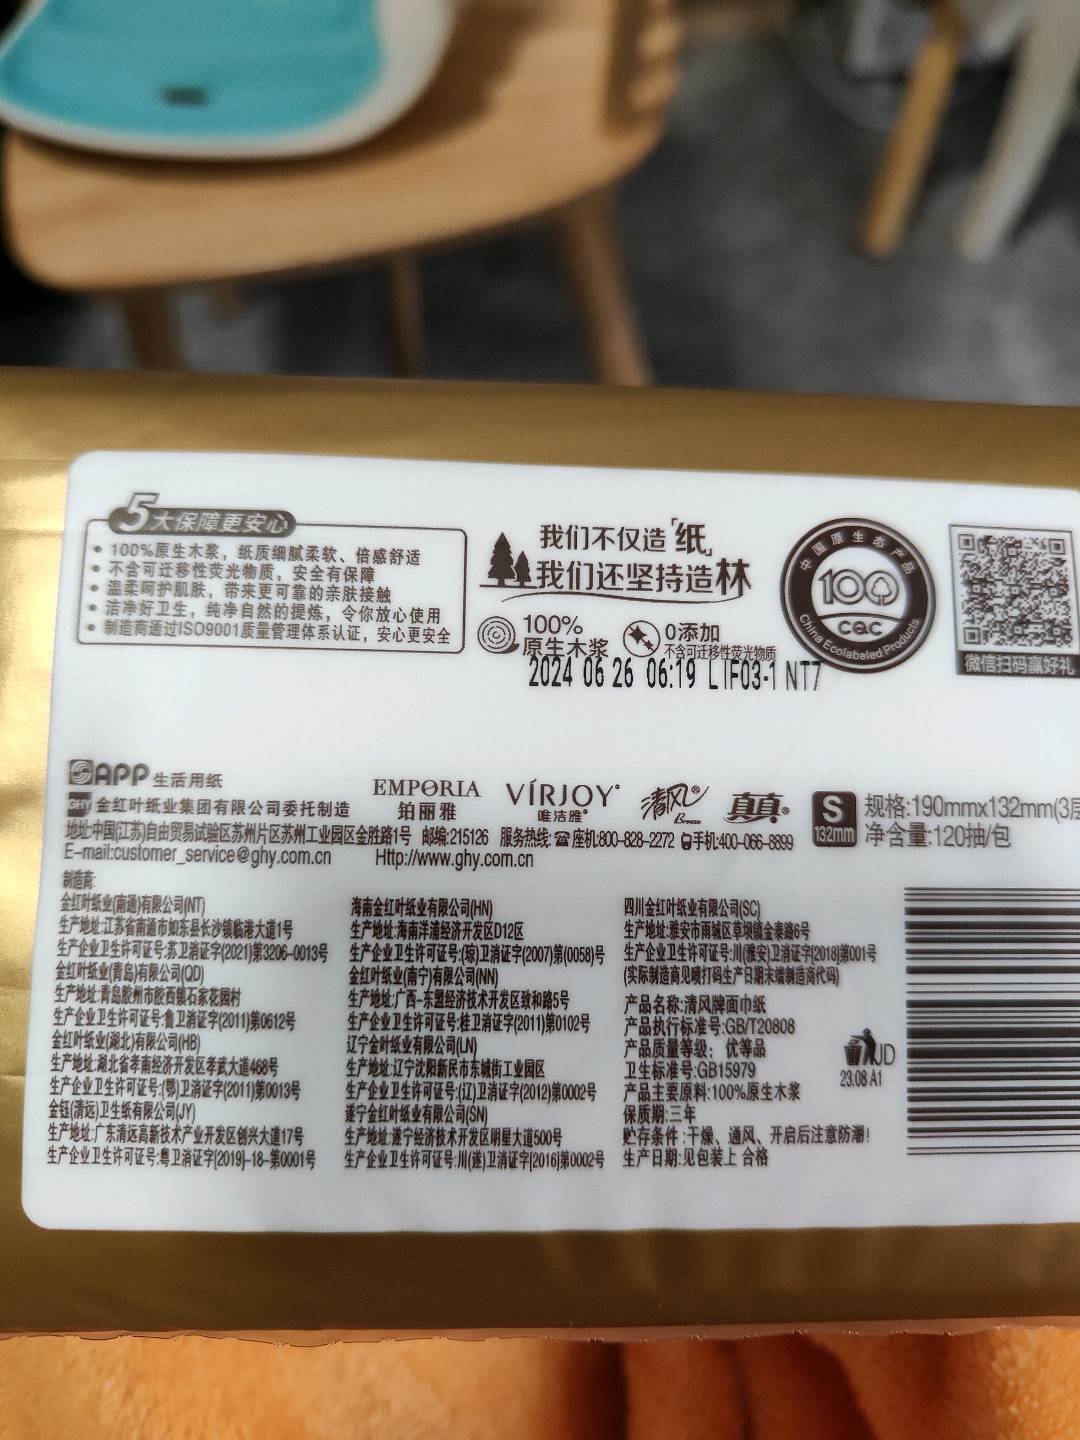 5大保障更安心
• 100%原生木浆，纸质细腻柔软、倍感舒适
• 不含可迁移性荧光物质，安全有保障
• 温柔呵护肌肤，带来更可靠的亲肤接触
• 洁净好卫生，纯净自然的提炼，令你放心使用
• 制造商通过ISO9001质量管理体系认证，安心更安全
我们不仅造「纸」
我们还坚持造林
100%
原生木浆
0添加
不含可迁移性荧光物质
中国原生态产品
100
CQC
China Ecolabeled Products
微信扫码赢好礼
2024 06 26 06:19 LIF03-1 NT7
APP 生活用纸
GHY 金红叶纸业集团有限公司委托制造
EMPORIA
铂丽雅
VÍRJOY
唯洁雅®
清风®
Breeze
真真®
S
132mm
规格:190mmx132mm(3层
净含量:120抽/包
地址:中国(江苏)自由贸易试验区苏州片区苏州工业园区金胜路1号 邮编:215126 服务热线:☎座机:800-828-2272 手机:400-066-8899
E-mail:customer_service@ghy.com.cn Http://www.ghy.com.cn
制造商:
金红叶纸业(南通)有限公司(NT)
生产地址:江苏省南通市如东县长沙镇临港大道1号
生产企业卫生许可证号:苏卫消证字(2021)第3206-0013号
金红叶纸业(青岛)有限公司(QD)
生产地址:青岛胶州市胶西镇石家花园村
生产企业卫生许可证号:鲁卫消证字(2011)第0612号
金红叶纸业(湖北)有限公司(HB)
生产地址:湖北省孝南经济开发区孝武大道468号
生产企业卫生许可证号:(鄂)卫消证字(2011)第0013号
金钰(清远)卫生纸有限公司(JY)
生产地址:广东清远高新技术产业开发区创兴大道17号
生产企业卫生许可证号:粤卫消证字[2019]-18-第0001号
海南金红叶纸业有限公司(HN)
生产地址:海南洋浦经济开发区D12区
生产企业卫生许可证号:(琼)卫消证字(2007)第(0058)号
金红叶纸业(南宁)有限公司(NN)
生产地址:广西-东盟经济技术开发区致和路5号
生产企业卫生许可证号:桂卫消证字(2011)第0102号
辽宁金叶纸业有限公司(LN)
生产地址:辽宁沈阳新民市东城街工业园区
生产企业卫生许可证号:(辽)卫消证字(2012)第0002号
遂宁金红叶纸业有限公司(SN)
生产地址:遂宁经济技术开发区明星大道500号
生产企业卫生许可证号:川(遂)卫消证字[2016]第0002号
四川金红叶纸业有限公司(SC)
生产地址:雅安市雨城区草坝镇金泰路6号
生产企业卫生许可证号:川(雅安)卫消证字[2018]第001号
(实际制造商见喷打码生产日期末端制造商代码)
产品名称:清风牌面巾纸
产品执行标准号:GB/T20808
产品质量等级: 优等品
卫生标准号:GB15979
产品主要原料:100%原生木浆
保质期:三年
贮存条件:干燥、通风、开启后注意防潮!
生产日期:见包装上 合格
JD
23.08 A1